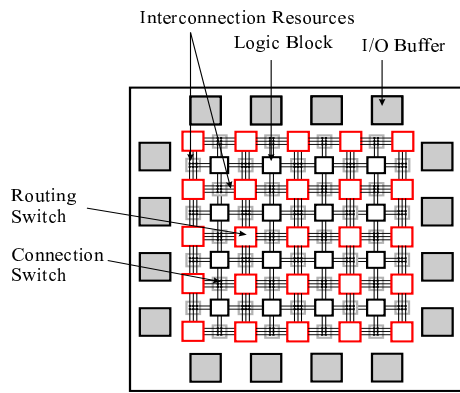 Interconnection Resources
Logic Block
I/O Buffer
Routing
Switch
Connection
Switch